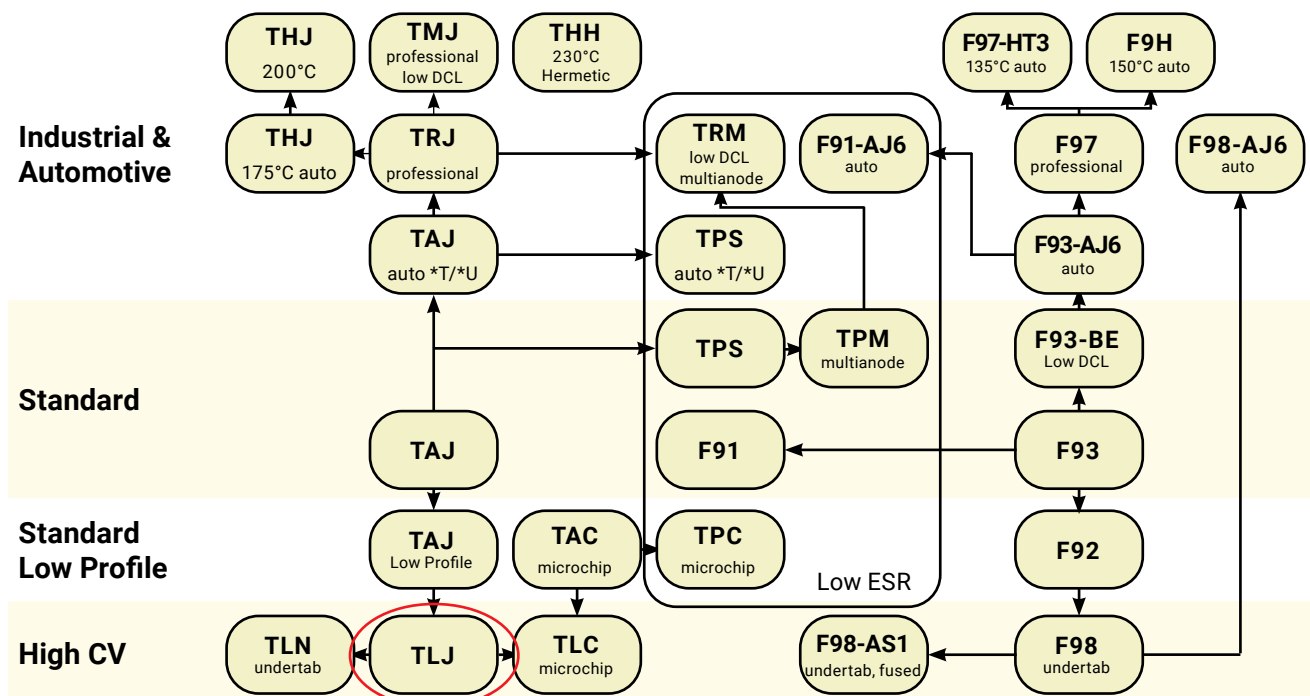 THJ
200°C
TMJ
professional
low DCL
THH
230°C
Hermetic
F97-HT3
135°C auto
F9H
150°C auto
Industrial &
Automotive
THJ
175°C auto
TRJ
professional
TRM
low DCL
multianode
F91-AJ6
auto
F97
professional
F98-AJ6
auto
TAJ
auto *T/*U
TPS
auto *T/*U
F93-AJ6
auto
Standard
TPS
TPM
multianode
F93-BE
Low DCL
TAJ
F91
F93
Standard
Low Profile
TAJ
Low Profile
TAC
microchip
TPC
microchip
Low ESR
F92
High CV
TLN
undertab
TLJ
TLC
microchip
F98-AS1
undertab, fused
F98
undertab